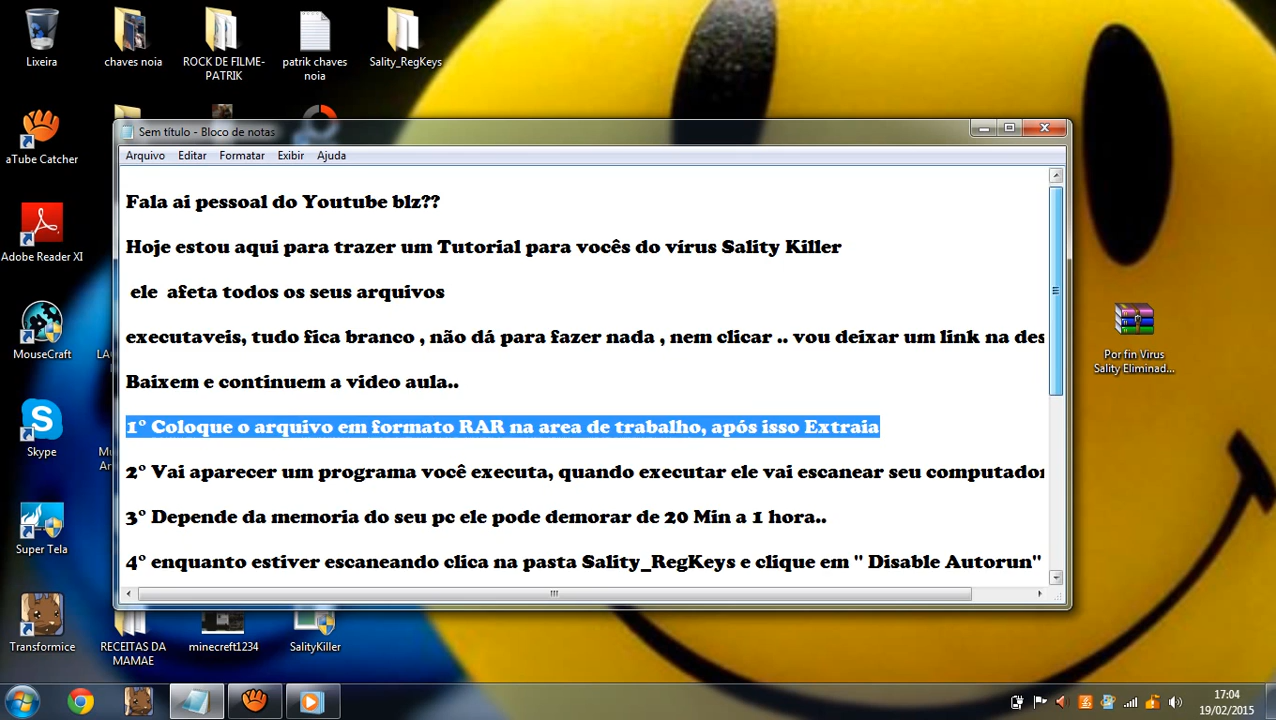 Lixeira
chaves noia
ROCK DE FILME-
PATRIK
patrik chaves
noia
Sality_RegKeys
aTube Catcher
Adobe Reader XI
MouseCraft
Skype
Super Tela
Transformice
Sem título - Bloco de notas
Arquivo Editar Formatar Exibir Ajuda
Fala ai pessoal do Youtube blz??
Hoje estou aqui para trazer um Tutorial para vocês do vírus Sality Killer
ele afeta todos os seus arquivos
executaveis, tudo fica branco , não dá para fazer nada , nem clicar .. vou deixar um link na des
Baixem e continuem a video aula..
1º Coloque o arquivo em formato RAR na area de trabalho, após isso Extraia
2º Vai aparecer um programa você executa, quando executar ele vai escanear seu computador
3º Depende da memoria do seu pc ele pode demorar de 20 Min a 1 hora..
4º enquanto estiver escaneando clica na pasta Sality_RegKeys e clique em " Disable Autorun"
Por fin Virus
Sality Eliminad...
RECEITAS DA
MAMAE
minecreft1234
SalityKiller
17:04
19/02/2015